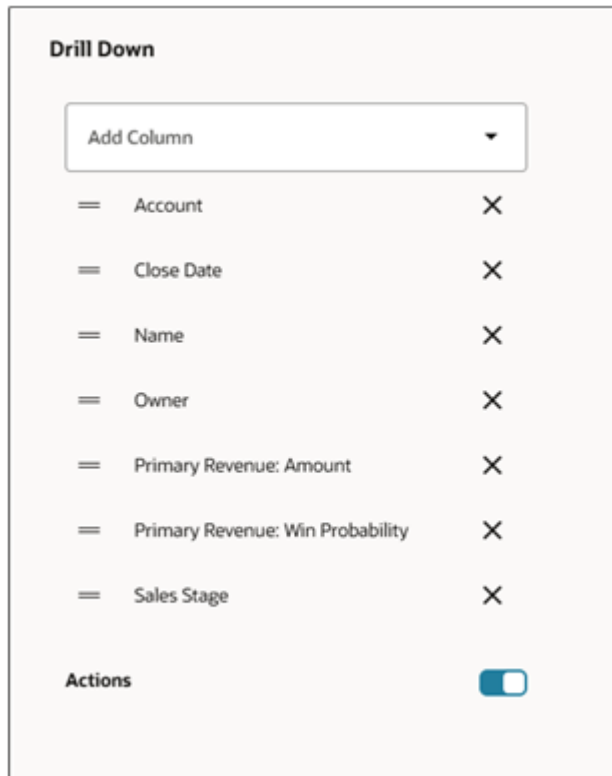 Drill Down
Add Column
Account
Close Date
Name
Owner
Primary Revenue: Amount
Primary Revenue: Win Probability
Sales Stage
Actions